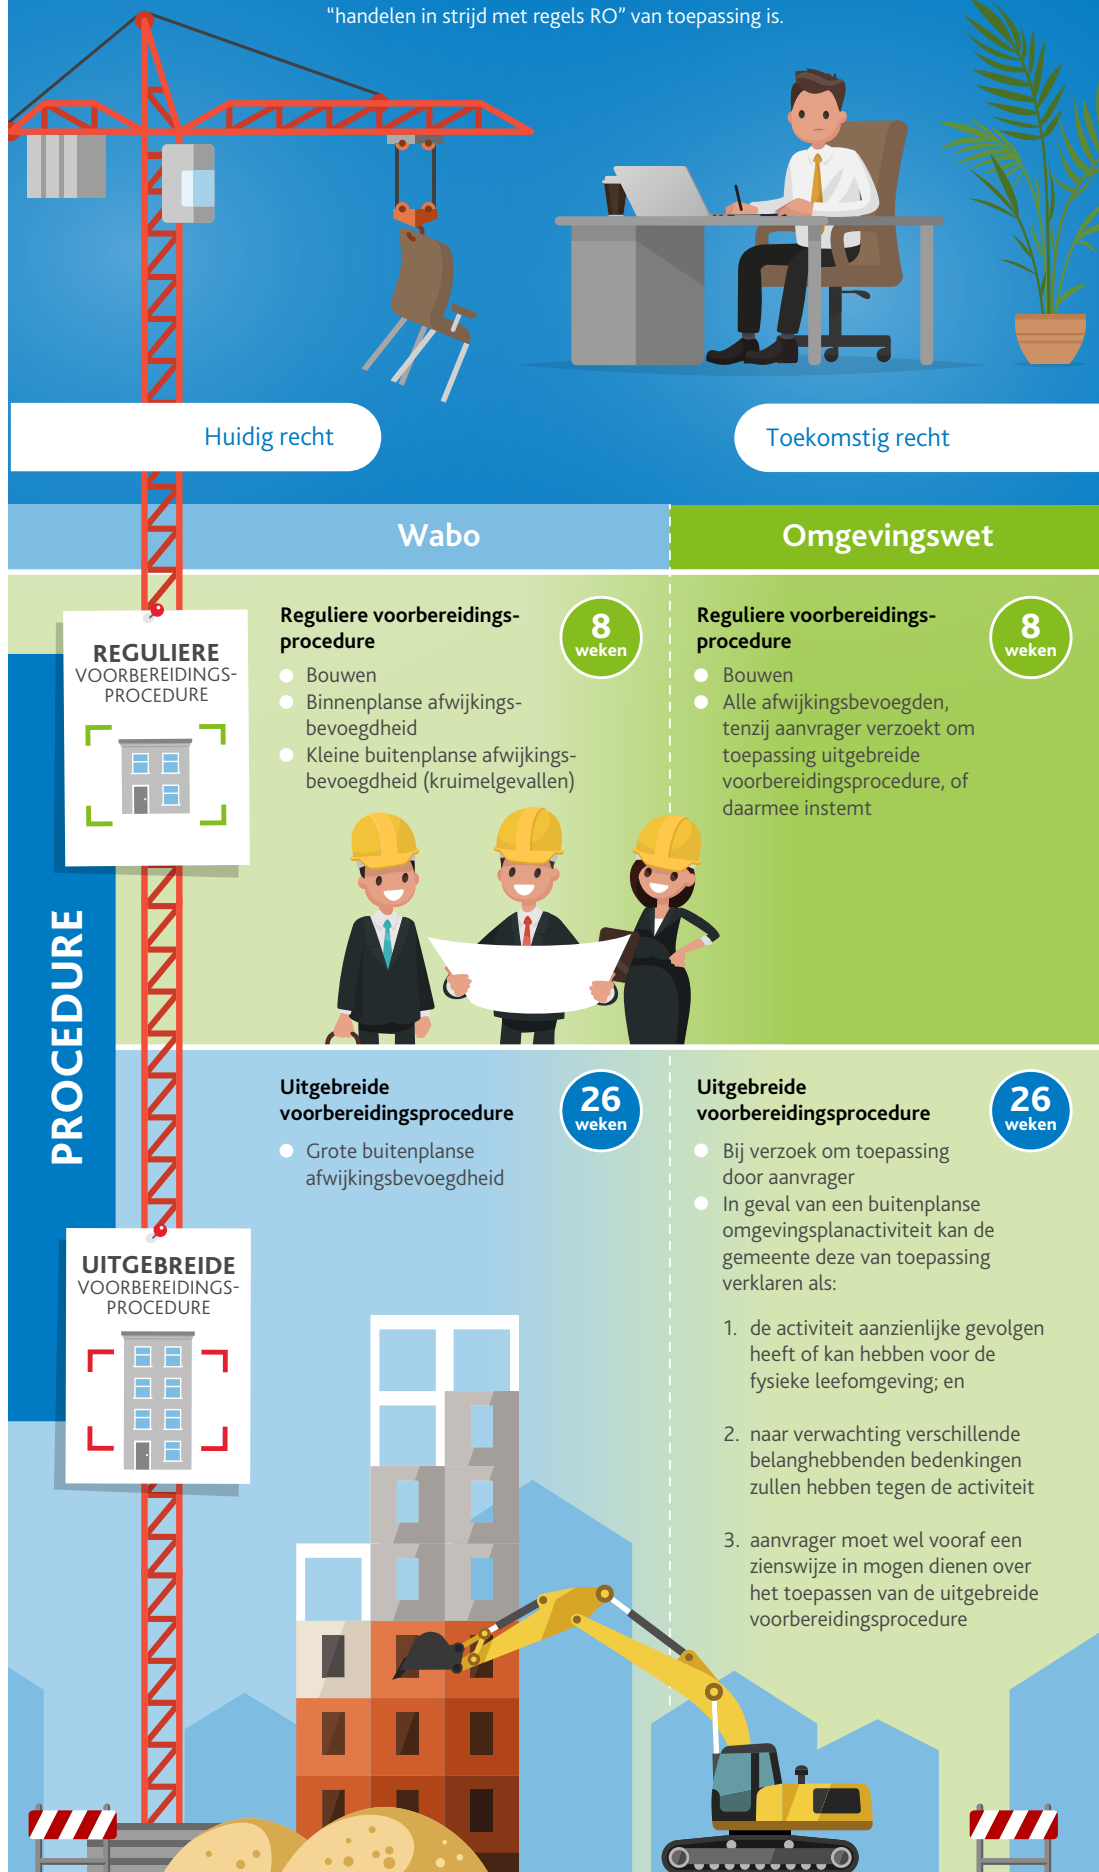 “handelen in strijd met regels RO” van toepassing is.
Huidig recht
Toekomstig recht
Wabo
Omgevingswet
PROCEDURE
REGULIERE
VOORBEREIDINGS-
PROCEDURE
Reguliere voorbereidings-
procedure
8
weken
Bouwen
Binnenplanse afwijkings-
bevoegdheid
Kleine buitenplanse afwijkings-
bevoegdheid (kruimelgevallen)
Reguliere voorbereidings-
procedure
8
weken
Bouwen
Alle afwijkingsbevoegden,
tenzij aanvrager verzoekt om
toepassing uitgebreide
voorbereidingsprocedure, of
daarmee instemt
UITGEBREIDE
VOORBEREIDINGS-
PROCEDURE
Uitgebreide
voorbereidingsprocedure
26
weken
Grote buitenplanse
afwijkingsbevoegdheid
Uitgebreide
voorbereidingsprocedure
26
weken
Bij verzoek om toepassing
door aanvrager
In geval van een buitenplanse
omgevingsplanactiviteit kan de
gemeente deze van toepassing
verklaren als:
1. de activiteit aanzienlijke gevolgen
heeft of kan hebben voor de
fysieke leefomgeving; en
2. naar verwachting verschillende
belanghebbenden bedenkingen
zullen hebben tegen de activiteit
3. aanvrager moet wel vooraf een
zienswijze in mogen dienen over
het toepassen van de uitgebreide
voorbereidingsprocedure